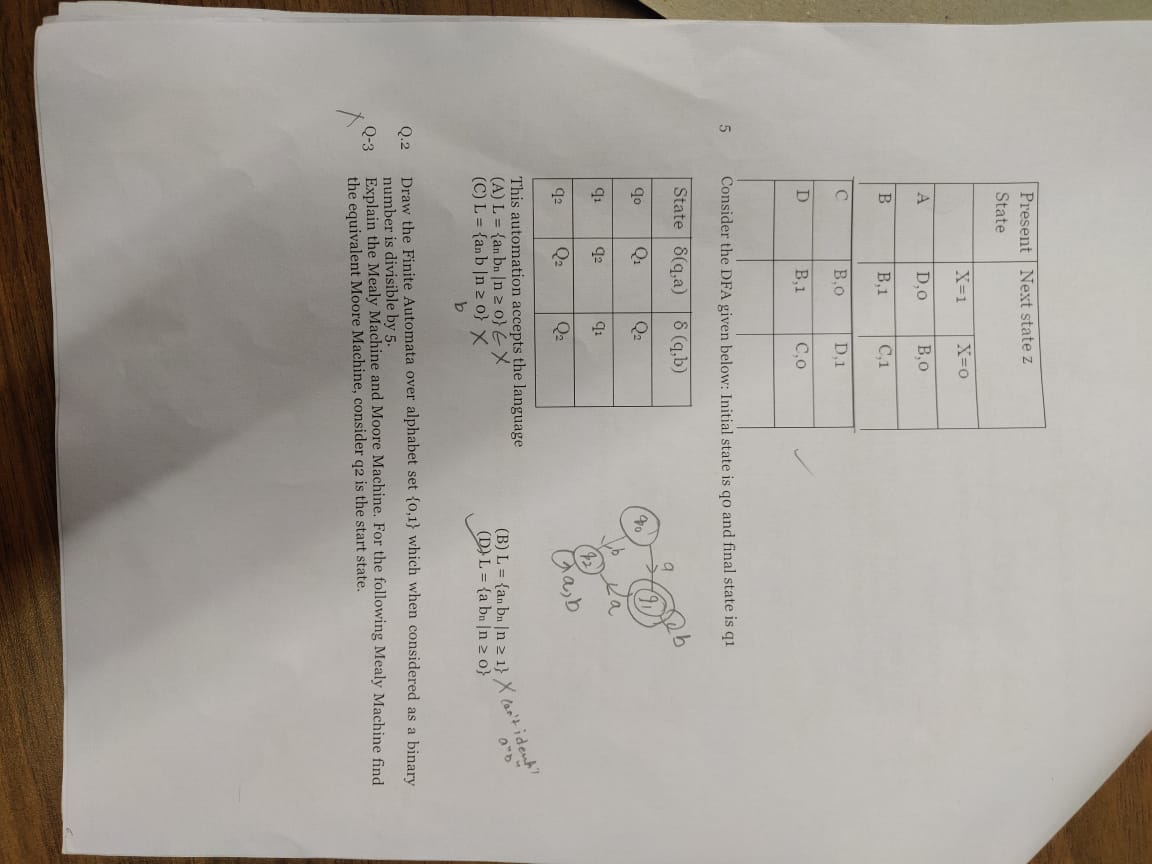 Present State Next state z
X=1 X=0
A D,0 B,0
B B,1 C,1
C B,0 D,1
D B,1 C,0
5 Consider the DFA given below: Initial state is q0 and final state is q1
State δ(q,a) δ (q,b)
q0 Q1 Q2
q1 q2 q1
q2 Q2 Q2
q0 a q1 b
b q2 a
a,b
This automation accepts the language
(A) L = {an bn |n ≥ 0} X (B) L = {an bn |n ≥ 1} X can't
(C) L = {an b |n ≥ 0} X (D) L = {a bn |n ≥ 0}
b
Q.2 Draw the Finite Automata over alphabet set {0,1} which when considered as a binary
number is divisible by 5.
X Q-3 Explain the Mealy Machine and Moore Machine. For the following Mealy Machine find
the equivalent Moore Machine, consider q2 is the start state.